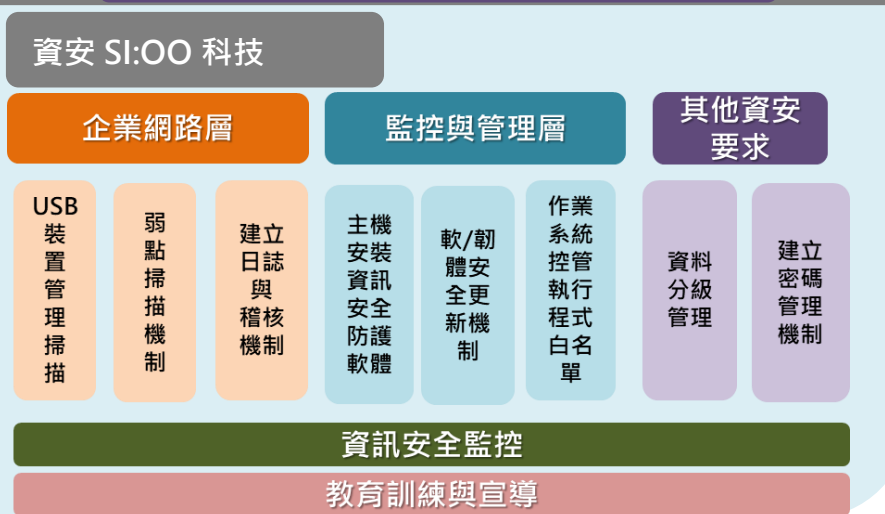 資安 SI:OO 科技
企業網路層
監控與管理層
其他資安
要求
USB
裝
置
管
理
掃
描
弱
點
掃
描
機
制
建立
日誌
與
稽核
機制
主機
安裝
資訊
安全
防護
軟體
軟/韌
體安
全更
新機
制
作業
系統
控管
執行
程式
白名
單
資料
分級
管理
建立
密碼
管理
機制
資訊安全監控
教育訓練與宣導